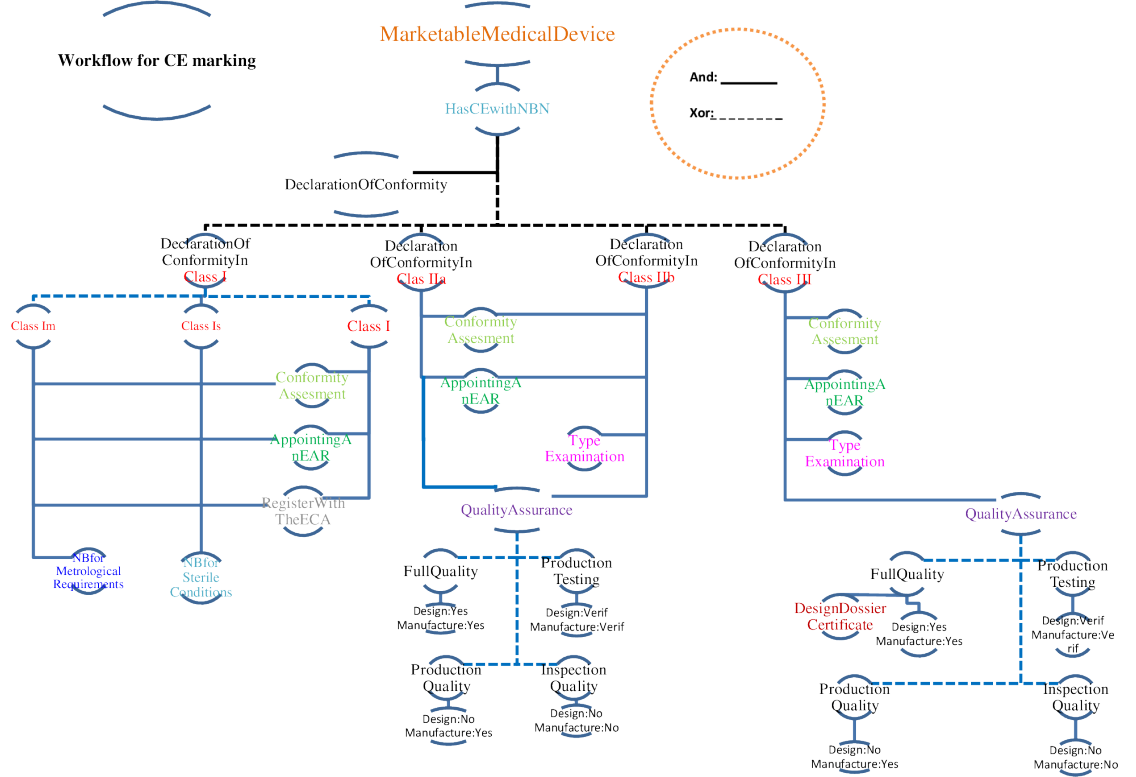 MarketableMedicalDevice
Workflow for CE marking
And:
HasCEwithNBN
Xor:
DeclarationOfConformity
DeclarationOf
ConformityIn
Class I
Declaration
OfConformityIn
Clas IIa
Declaration
OfConformityIn
Class IIb
Declaration
OfConformityIn
Class III
Class Im
Class Is
Class I
Conformity
Assesment
AppointingA
nEAR
RegisterWith
TheECA
NBfor
Metrological
Requirements
NBfor
Sterile
Conditions
Conformity
Assesment
AppointingA
nEAR
Type
Examination
QualityAssurance
FullQuality
Design:Yes
Manufacture:Yes
Production
Testing
Design:Verif
Manufacture:Verif
Production
Quality
Design:No
Manufacture:Yes
Inspection
Quality
Design:No
Manufacture:No
Conformity
Assesment
AppointingA
nEAR
Type
Examination
QualityAssurance
FullQuality
DesignDossier
Certificate
Design:Yes
Manufacture:Yes
Production
Testing
Design:Verif
Manufacture:Ve
rif
Production
Quality
Design:No
Manufacture:Yes
Inspection
Quality
Design:No
Manufacture:No